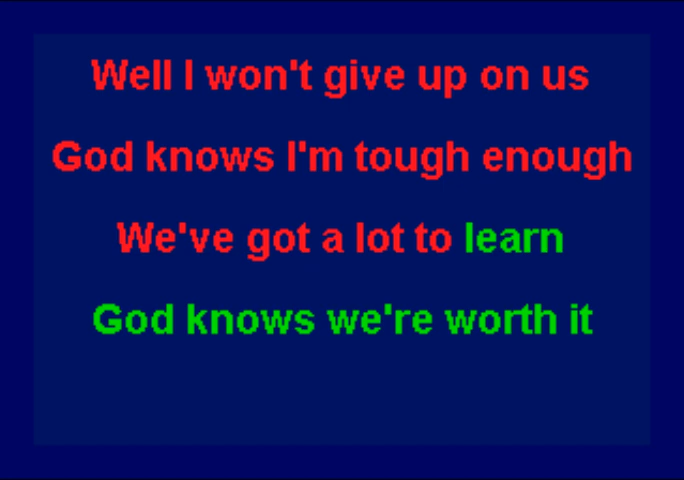 Well I won't give up on us
God knows I'm tough enough
We've got a lot to learn
God knows we're worth it